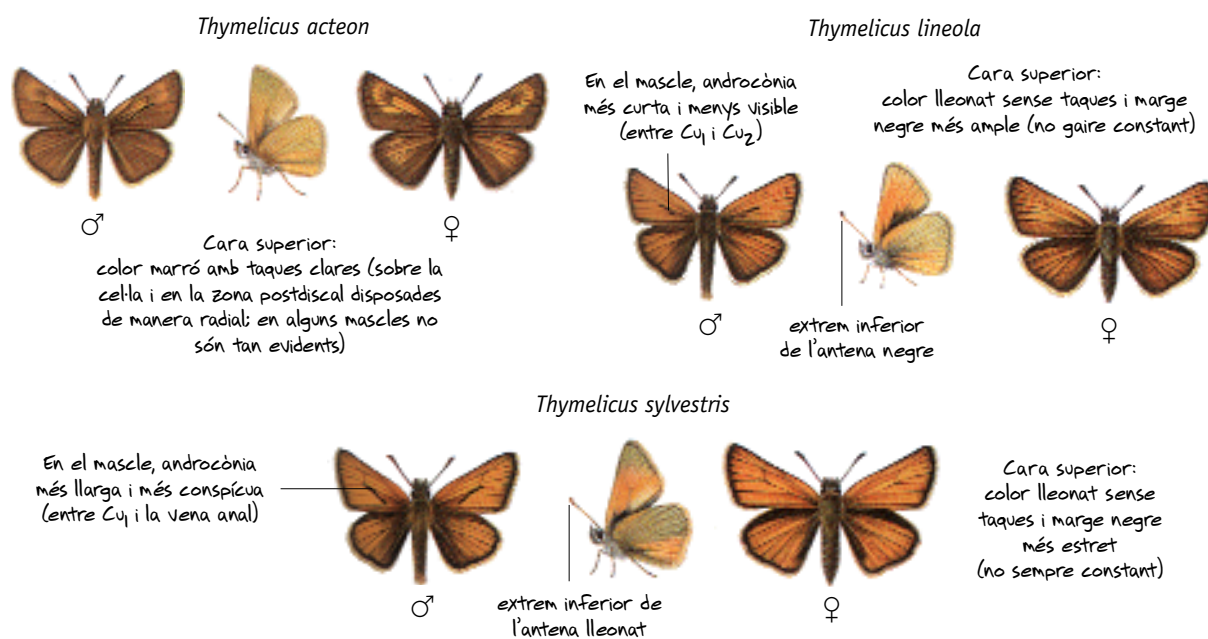 Thymelicus acteon
♂
♀
Cara superior:
color marró amb taques clares (sobre la
cel·la i en la zona postdiscal disposades
de manera radial; en alguns mascles no
són tan evidents)
Thymelicus lineola
En el mascle, androcònia
més curta i menys visible
(entre Cu₁ i Cu₂)
Cara superior:
color lleonat sense taques i marge
negre més ample (no gaire constant)
♂
extrem inferior
de l'antena negre
♀
Thymelicus sylvestris
En el mascle, androcònia
més llarga i més conspícua
(entre Cu₁ i la vena anal)
♂
extrem inferior de
l'antena lleonat
♀
Cara superior:
color lleonat sense
taques i marge negre
més estret
(no sempre constant)